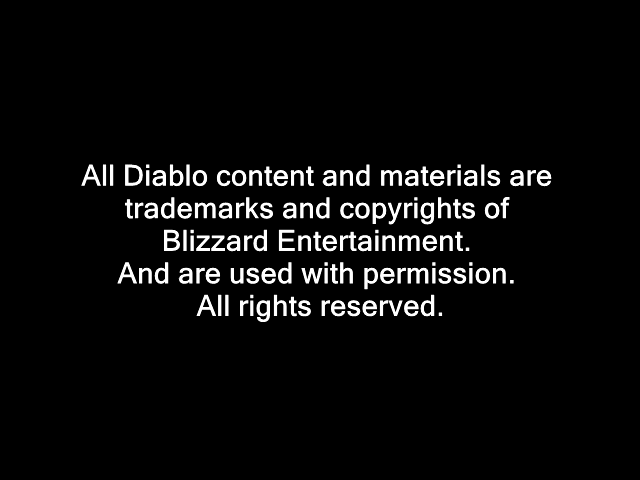 All Diablo content and materials are
trademarks and copyrights of
Blizzard Entertainment.
And are used with permission.
All rights reserved.